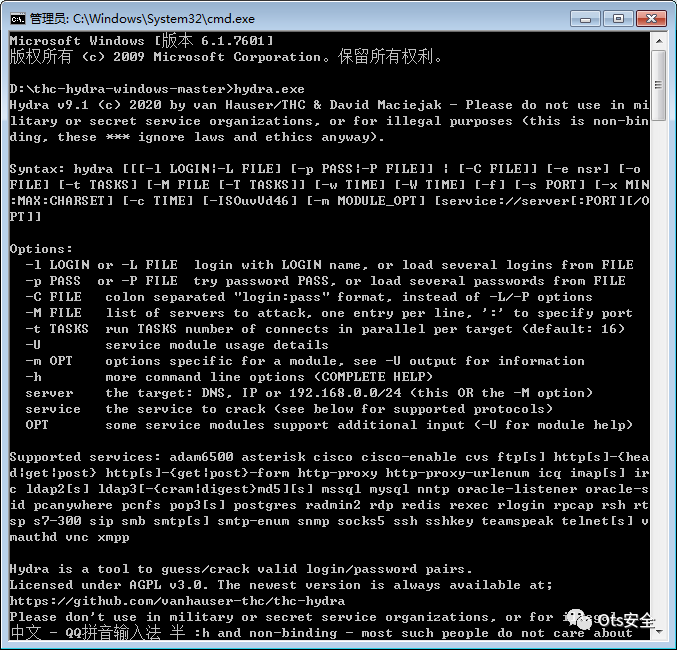 管理员: C:\Windows\System32\cmd.exe
Microsoft Windows [版本 6.1.7601]
版权所有 (c) 2009 Microsoft Corporation。保留所有权利。
D:\thc-hydra-windows-master>hydra.exe
Hydra v9.1 (c) 2020 by van Hauser/THC & David Maciejak - Please do not use in mi
litary or secret service organizations, or for illegal purposes (this is non-bin
ding, these *** ignore laws and ethics anyway).
Syntax: hydra [[[-l LOGIN¦-L FILE] [-p PASS¦-P FILE]] ¦ [-C FILE]] [-e nsr] [-o
FILE] [-t TASKS] [-M FILE [-T TASKS]] [-w TIME] [-W TIME] [-f] [-s PORT] [-x MIN
:MAX:CHARSET] [-c TIME] [-ISOuvVd46] [-m MODULE_OPT] [service://server[:PORT][/O
PT]]
Options:
-l LOGIN or -L FILE  login with LOGIN name, or load several logins from FILE
-p PASS  or -P FILE  try password PASS, or load several passwords from FILE
-C FILE   colon separated "login:pass" format, instead of -L/-P options
-M FILE   list of servers to attack, one entry per line, ':' to specify port
-t TASKS  run TASKS number of connects in parallel per target (default: 16)
-U        service module usage details
-m OPT    options specific for a module, see -U output for information
-h        more command line options (COMPLETE HELP)
server    the target: DNS, IP or 192.168.0.0/24 (this OR the -M option)
service   the service to crack (see below for supported protocols)
OPT       some service modules support additional input (-U for module help)
Supported services: adam6500 asterisk cisco cisco-enable cvs ftp[s] http[s]-{hea
d¦get¦post} http[s]-{get¦post}-form http-proxy http-proxy-urlenum icq imap[s] ir
c ldap2[s] ldap3[-{cram¦digest}md5][s] mssql mysql nntp oracle-listener oracle-s
id pcanywhere pcnfs pop3[s] postgres radmin2 rdp redis rexec rlogin rpcap rsh rt
sp s7-300 sip smb smtp[s] smtp-enum snmp socks5 ssh sshkey teamspeak telnet[s] v
mauthd vnc xmpp
Hydra is a tool to guess/crack valid login/password pairs.
Licensed under AGPL v3.0. The newest version is always available at;
https://github.com/vanhauser-thc/thc-hydra
Please don't use in military or secret service organizations, or for
Ots安全
中文 - QQ拼音输入法 半 :h and non-binding - most such people do not care about